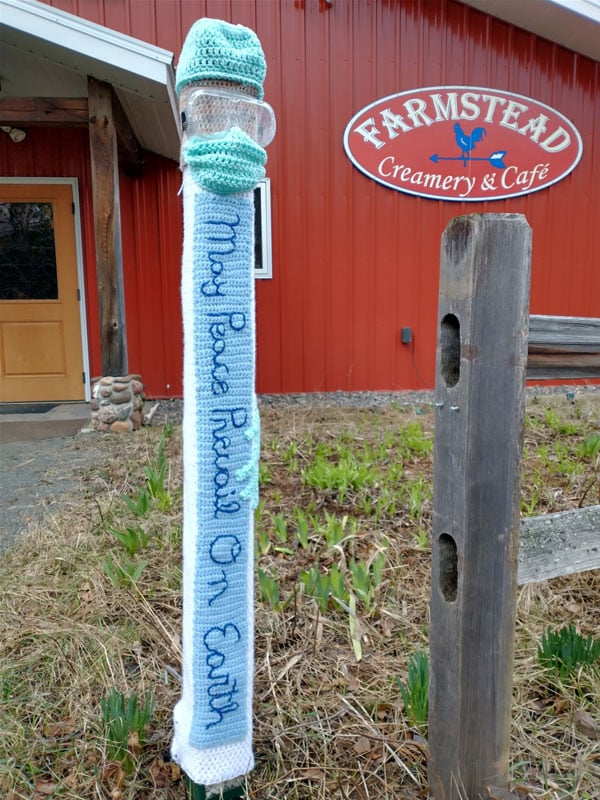 FARMSTEAD
Creamery & Café
May Peace Prevail On Earth